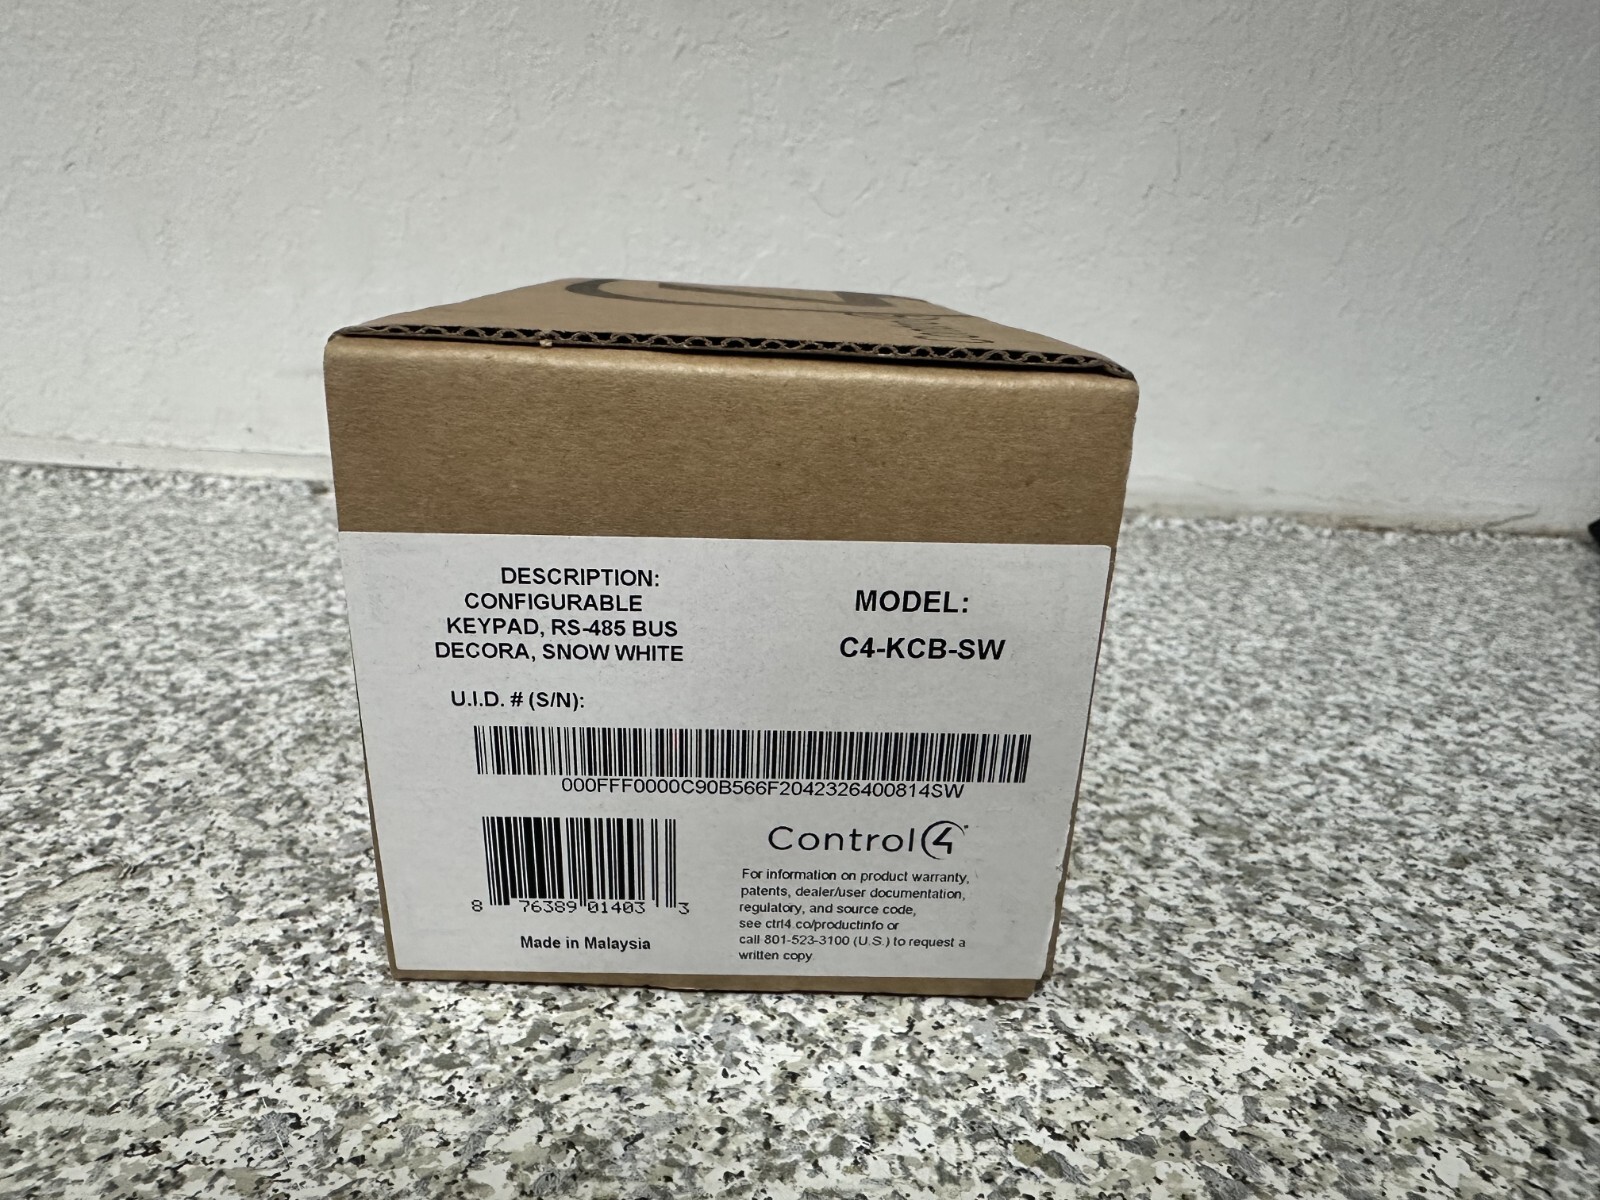 Control4
DESCRIPTION:
CONFIGURABLE
KEYPAD, RS-485 BUS
DECORA, SNOW WHITE
MODEL:
C4-KCB-SW
U.I.D. # (S/N):
000FFF0000C90B566F2042326400814SW
8 76389 01403 3
Made in Malaysia
Control4
For information on product warranty,
patents, dealer/user documentation,
regulatory, and source code,
see ctrl4.co/productinfo or
call 801-523-3100 (U.S.) to request a
written copy.